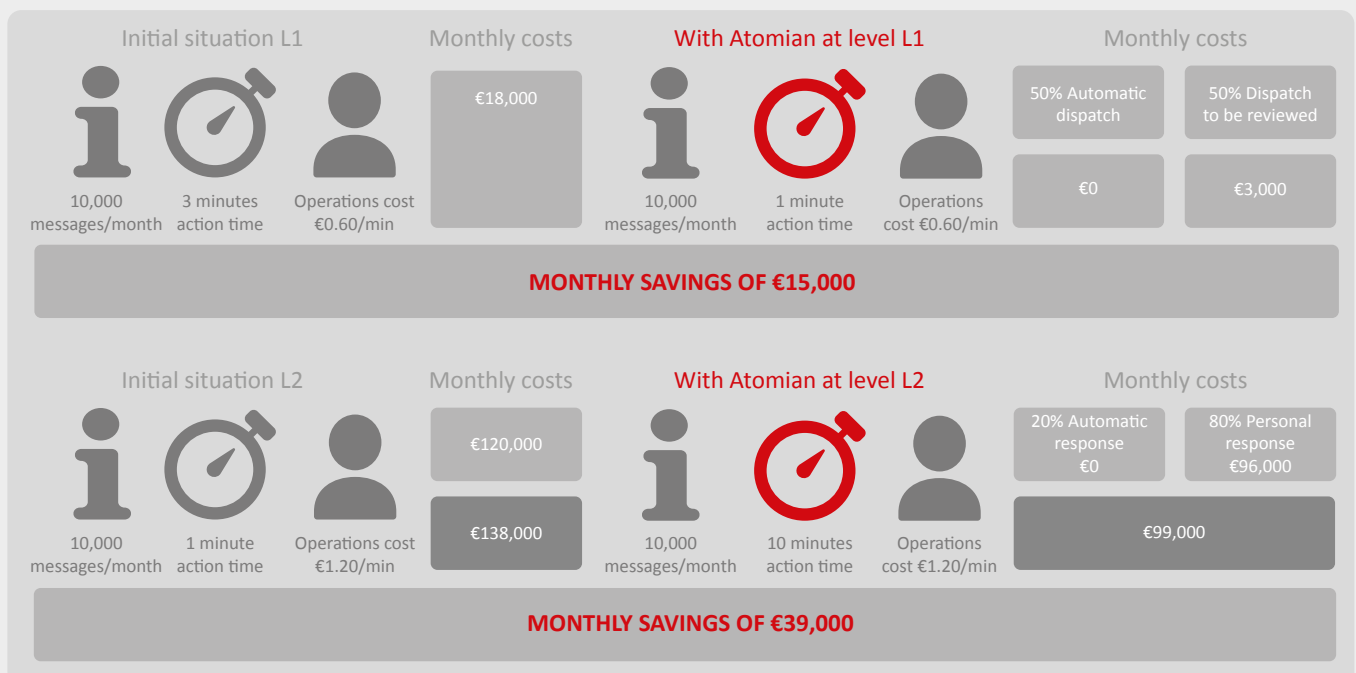 Initial situation L1
Monthly costs
With Atomian at level L1
Monthly costs
10,000
messages/month
3 minutes
action time
Operations cost
€0.60/min
€18,000
10,000
messages/month
1 minute
action time
Operations
cost €0.60/min
50% Automatic
dispatch
50% Dispatch
to be reviewed
€0
€3,000
MONTHLY SAVINGS OF €15,000
Initial situation L2
Monthly costs
With Atomian at level L2
Monthly costs
10,000
messages/month
1 minute
action time
Operations cost
€1.20/min
€120,000
€138,000
10,000
messages/month
10 minutes
action time
Operations
cost €1.20/min
20% Automatic
response
€0
80% Personal
response
€96,000
€99,000
MONTHLY SAVINGS OF €39,000